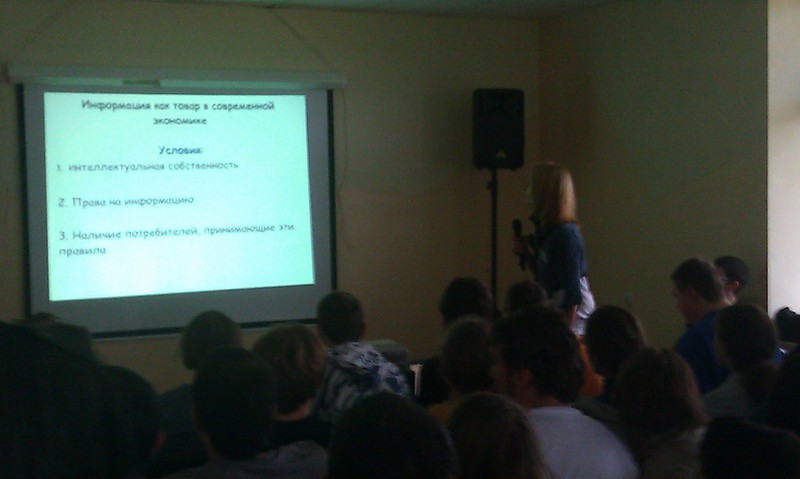 Информация как товар в современной
экономике
Условия:
1. интеллектуальная собственность
2. Права на информацию
3. Наличие потребителей, принимающие эти
правила